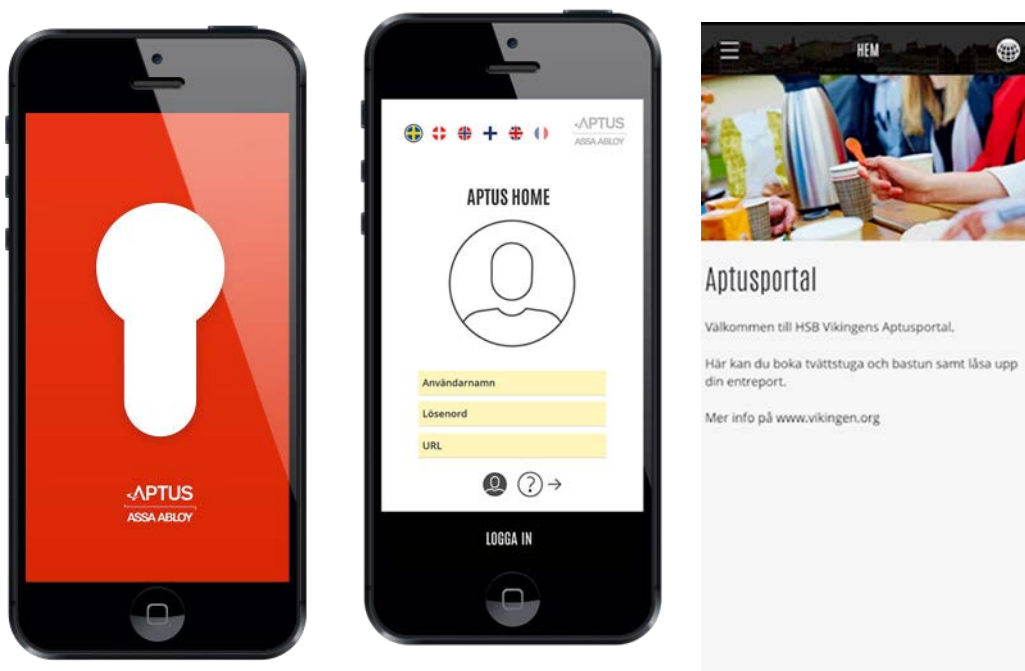 APTUS
ASSA ABLOY
APTUS
ASSA ABLOY
APTUS HOME
Användarnamn
Lösenord
URL
?
LOGGA IN
HEM
Aptusportal
Välkommen till HSB Vikingens Aptusportal.
Här kan du boka tvättstuga och bastun samt låsa upp
din entreport.
Mer info på www.vikingen.org